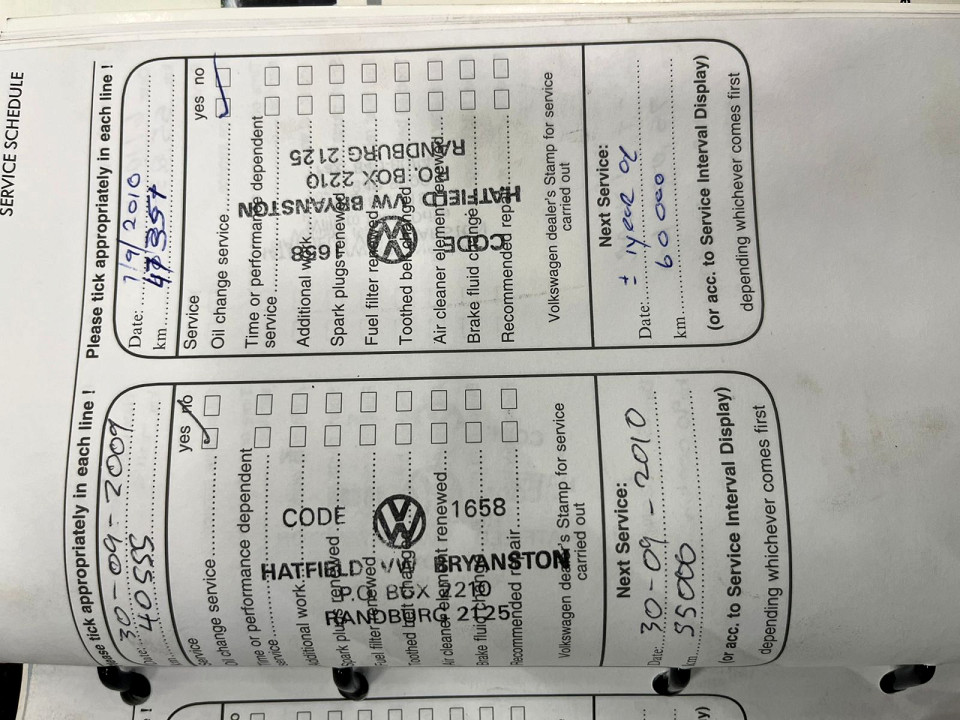 SERVICE SCHEDULE
Please tick appropriately in each line !
Date: 30-09-2009
40555
yes no
Oil change service
Time or performance dependent
service
Additional work
Spark plugs renewed
Fuel filter renewed
Toothed belt changed
Air cleaner element renewed
Brake fluid change
Recommended repair
CODE 1658
HATFIELD VW BRYANSTON
P.O. BOX 2210
RANDBURG 2125
Volkswagen dealer's Stamp for service
carried out
Next Service:
Date: 30-09-2010
km 55000
(or acc. to Service Interval Display)
depending whichever comes first
Please tick appropriately in each line !
Date: 7/9/2010
km 47357
Service yes no
Oil change service
Time or performance dependent
service
Additional work
Spark plugs renewed
Fuel filter renewed
Toothed belt changed
Air cleaner element renewed
Brake fluid change
Recommended repair
CODE 1658
HATFIELD VW BRYANSTON
P.O. BOX 2210
RANDBURG 2125
Volkswagen dealer's Stamp for service
carried out
Next Service:
Date: ± 1 year or
km 60 000
(or acc. to Service Interval Display)
depending whichever comes first